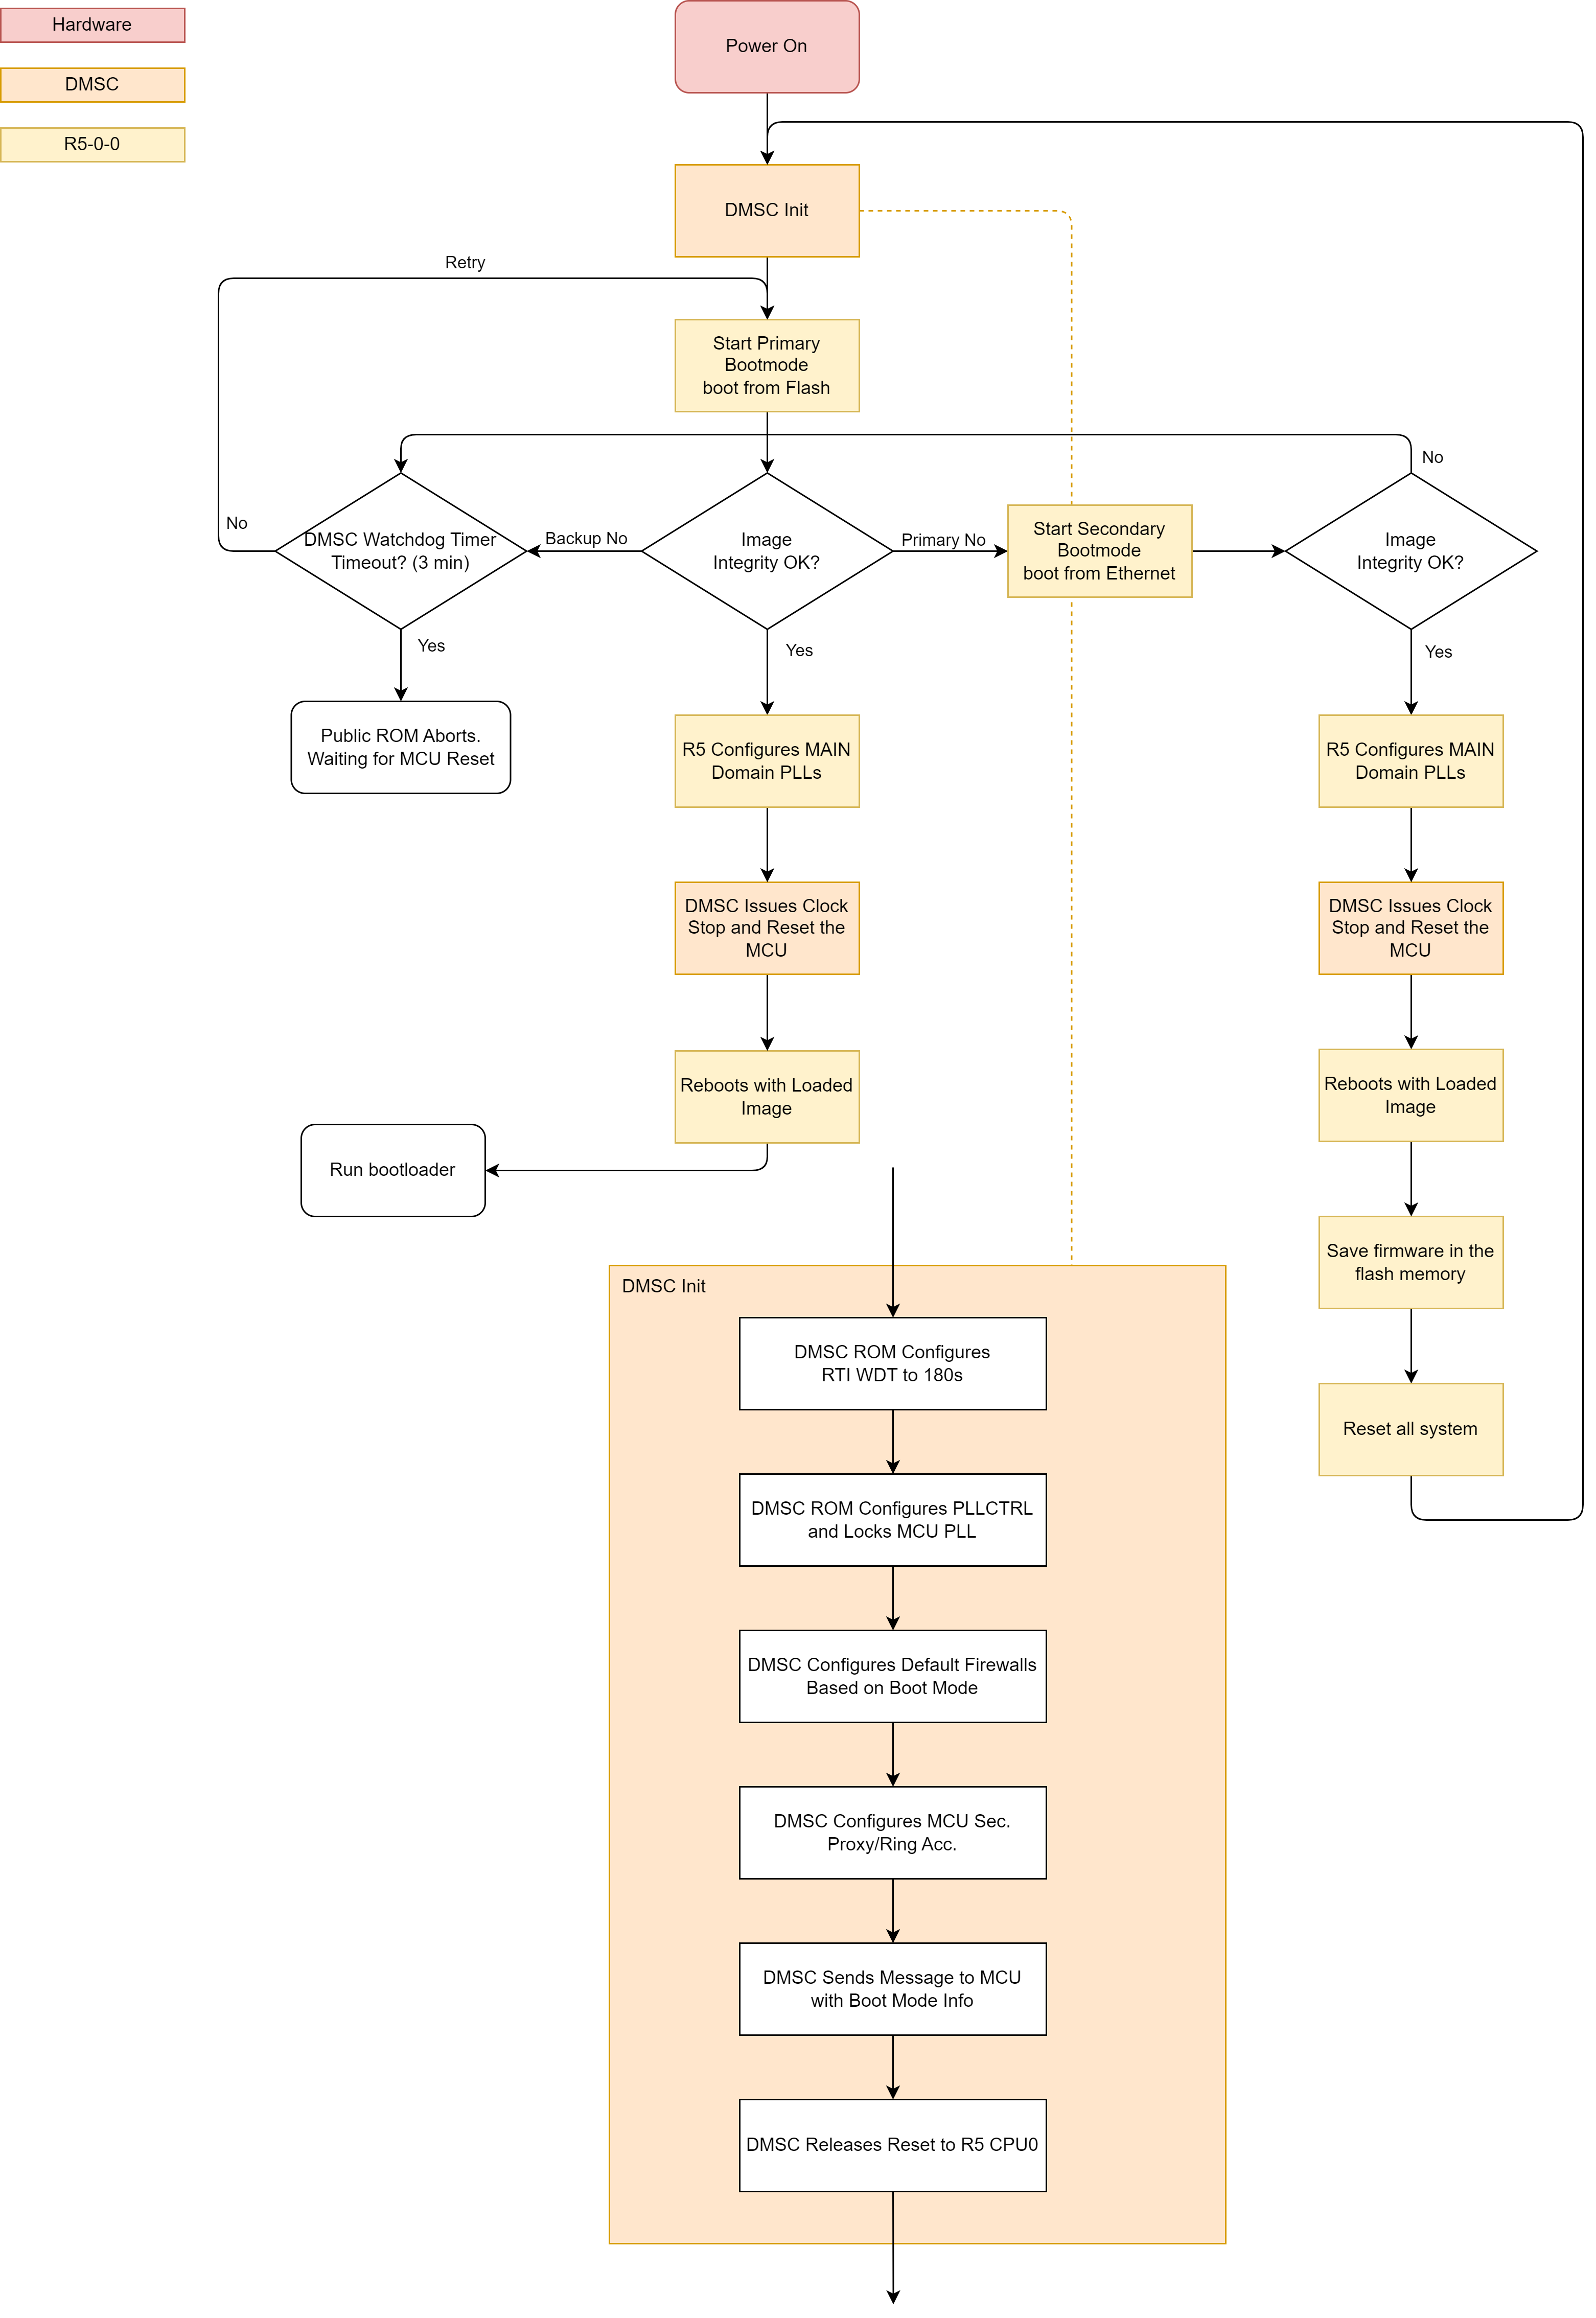 Hardware
DMSC
R5-0-0
Power On
DMSC Init
Retry
Start Primary
Bootmode
boot from Flash
No
DMSC Watchdog Timer
Timeout? (3 min)
Backup No
Image
Integrity OK?
Primary No
Start Secondary
Bootmode
boot from Ethernet
Image
Integrity OK?
No
Yes
Yes
Yes
Public ROM Aborts.
Waiting for MCU Reset
R5 Configures MAIN
Domain PLLs
R5 Configures MAIN
Domain PLLs
DMSC Issues Clock
Stop and Reset the
MCU
DMSC Issues Clock
Stop and Reset the
MCU
Reboots with Loaded
Image
Reboots with Loaded
Image
Run bootloader
Save firmware in the
flash memory
Reset all system
DMSC Init
DMSC ROM Configures
RTI WDT to 180s
DMSC ROM Configures PLLCTRL
and Locks MCU PLL
DMSC Configures Default Firewalls
Based on Boot Mode
DMSC Configures MCU Sec.
Proxy/Ring Acc.
DMSC Sends Message to MCU
with Boot Mode Info
DMSC Releases Reset to R5 CPU0